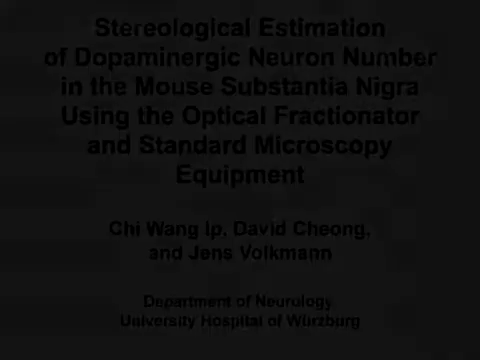 Stereological Estimation
of Dopaminergic Neuron Number
in the Mouse Substantia Nigra
Using the Optical Fractionator
and Standard Microscopy
Equipment
Chi Wang Ip, David Cheong,
and Jens Volkmann
Department of Neurology
University Hospital of Würzburg